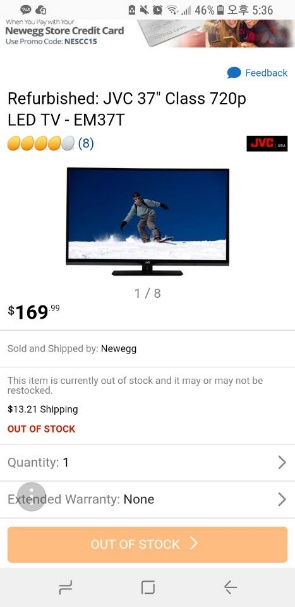 46% 오후 5:36
When You Pay with Your
Newegg Store Credit Card
Use Promo Code: NESCC15
Feedback
Refurbished: JVC 37" Class 720p
LED TV - EM37T
(8)
JVC
1 / 8
$169.99
Sold and Shipped by: Newegg
This item is currently out of stock and it may or may not be
restocked.
$13.21 Shipping
OUT OF STOCK
Quantity: 1
Extended Warranty: None
OUT OF STOCK